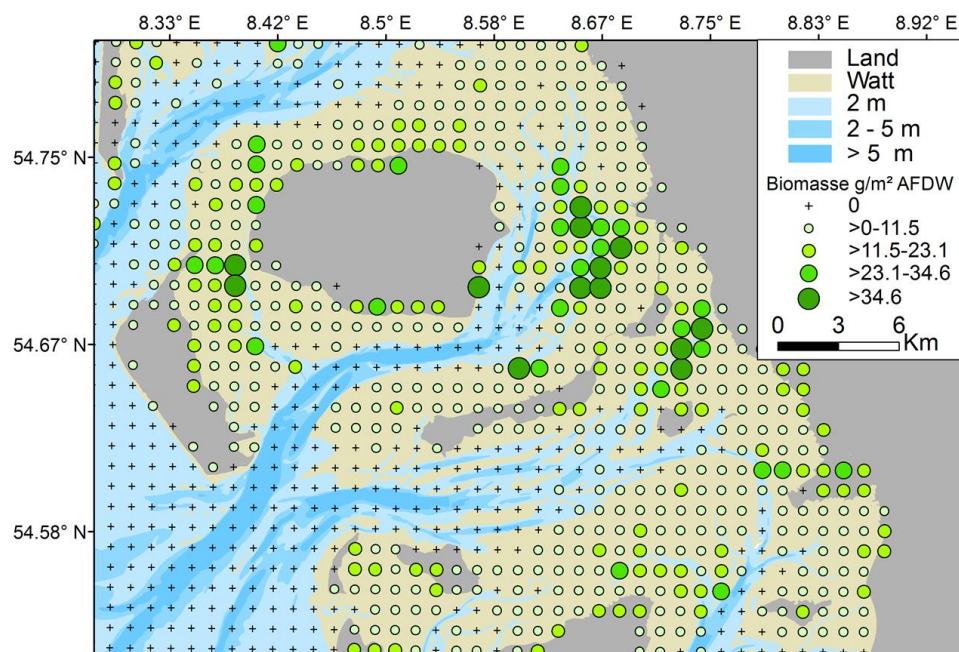 8.33° E 8.42° E 8.5° E 8.58° E 8.67° E 8.75° E 8.83° E 8.92° E
Land
Watt
2 m
2 - 5 m
> 5 m
54.75° N
Biomasse g/m² AFDW
0
>0-11.5
>11.5-23.1
>23.1-34.6
>34.6
0 3 6
Km
54.67° N
54.58° N